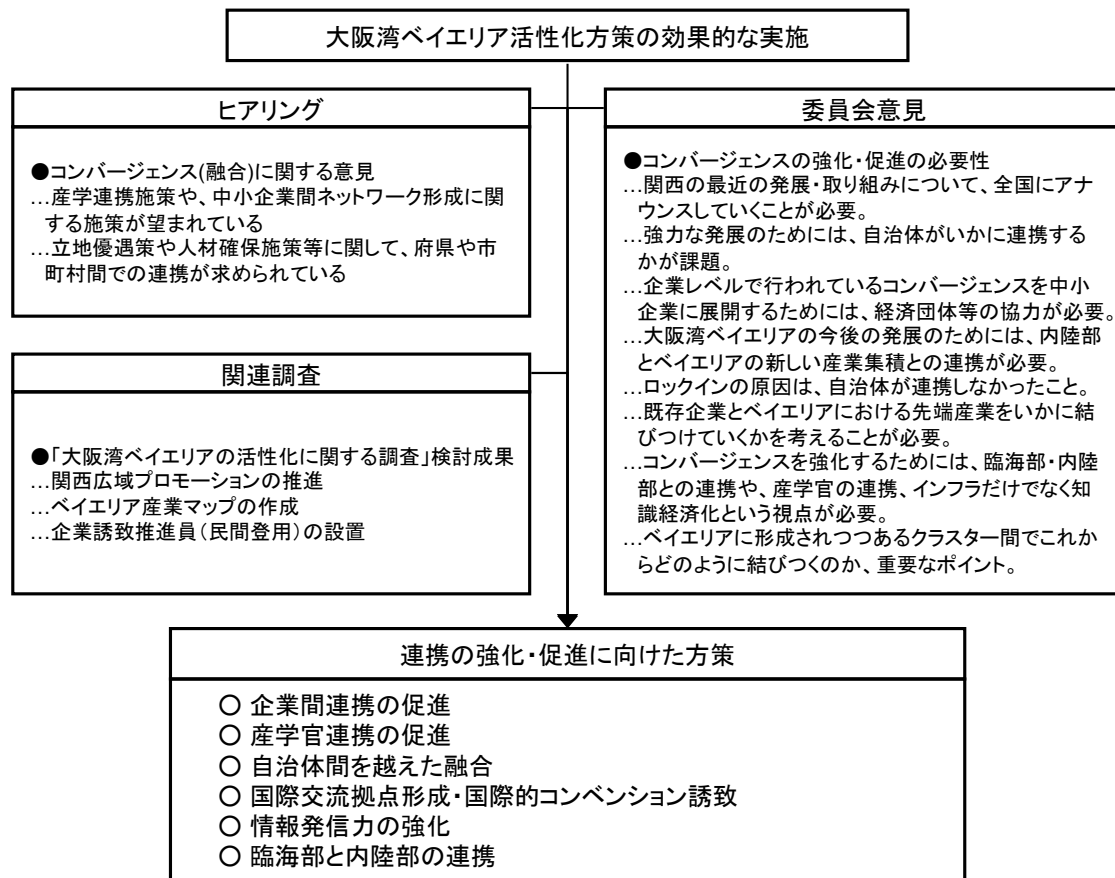 大阪湾ベイエリア活性化方策の効果的な実施
ヒアリング
●コンバージェンス(融合)に関する意見
…産学連携施策や、中小企業間ネットワーク形成に関
する施策が望まれている
…立地優遇策や人材確保施策等に関して、府県や市
町村間での連携が求められている
関連調査
●「大阪湾ベイエリアの活性化に関する調査」検討成果
…関西広域プロモーションの推進
…ベイエリア産業マップの作成
…企業誘致推進員(民間登用)の設置
委員会意見
●コンバージェンスの強化・促進の必要性
…関西の最近の発展・取り組みについて、全国にアナ
ウンスしていくことが必要。
…強力な発展のためには、自治体がいかに連携する
かが課題。
…企業レベルで行われているコンバージェンスを中小
企業に展開するためには、経済団体等の協力が必要。
…大阪湾ベイエリアの今後の発展のためには、内陸部
とベイエリアの新しい産業集積との連携が必要。
…ロックインの原因は、自治体が連携しなかったこと。
…既存企業とベイエリアにおける先端産業をいかに結
びつけていくかを考えることが必要。
…コンバージェンスを強化するためには、臨海部・内陸
部との連携や、産学官の連携、インフラだけでなく知
識経済化という視点が必要。
…ベイエリアに形成されつつあるクラスター間でこれか
らどのように結びつくのか、重要なポイント。
連携の強化・促進に向けた方策
○ 企業間連携の促進
○ 産学官連携の促進
○ 自治体間を越えた融合
○ 国際交流拠点形成・国際的コンベンション誘致
○ 情報発信力の強化
○ 臨海部と内陸部の連携